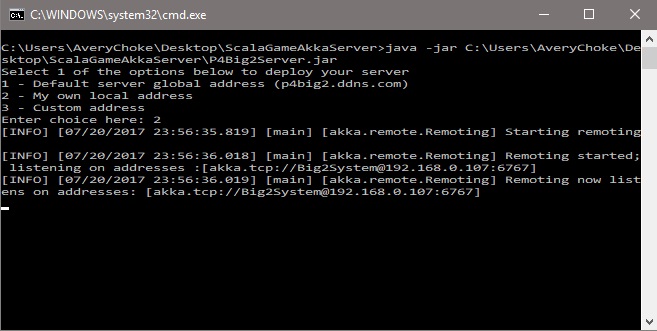 C:\WINDOWS\system32\cmd.exe
C:\Users\AveryChoke\Desktop\ScalaGameAkkaServer>java -jar C:\Users\AveryChoke\De
sktop\ScalaGameAkkaServer\P4Big2Server.jar
Select 1 of the options below to deploy your server
1 - Default server global address (p4big2.ddns.com)
2 - My own local address
3 - Custom address
Enter choice here: 2
[INFO] [07/20/2017 23:56:35.819] [main] [akka.remote.Remoting] Starting remoting
[INFO] [07/20/2017 23:56:36.018] [main] [akka.remote.Remoting] Remoting started;
listening on addresses :[akka.tcp://Big2System@192.168.0.107:6767]
[INFO] [07/20/2017 23:56:36.019] [main] [akka.remote.Remoting] Remoting now list
ens on addresses: [akka.tcp://Big2System@192.168.0.107:6767]